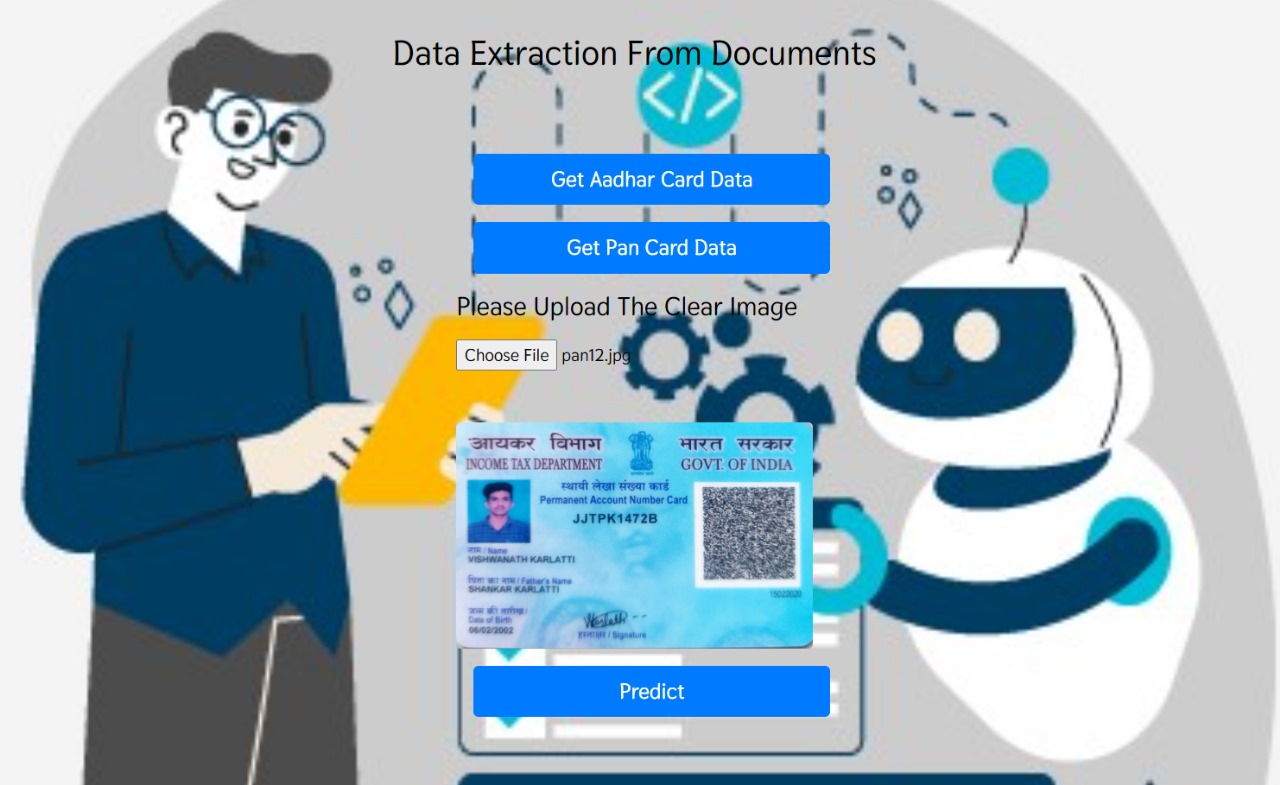 Data Extraction From Documents
</>
Get Aadhar Card Data
Get Pan Card Data
Please Upload The Clear Image
Choose File pan12.jpg
आयकर विभाग भारत सरकार
INCOME TAX DEPARTMENT GOVT. OF INDIA
स्थायी लेखा संख्या कार्ड
Permanent Account Number Card
JJTPK1472B
नाम / Name
VISHWANATH KARLATTI
पिता का नाम / Father's Name
SHANKAR KARLATTI
15022020
जन्म की तारीख /
Date of Birth
06/02/2002
हस्ताक्षर / Signature
Predict